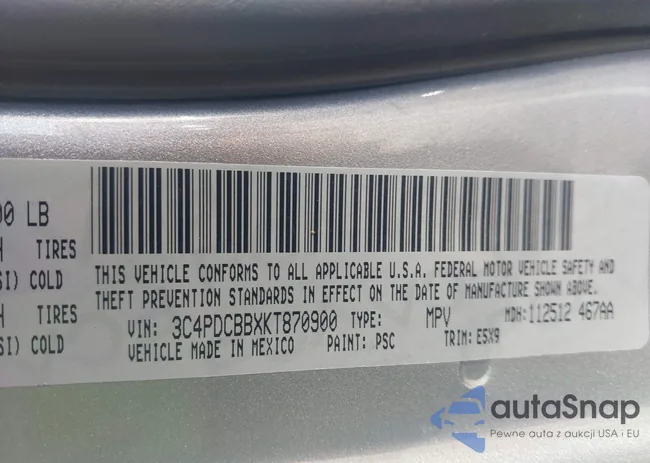 00 LB
TIRES
SI) COLD
TIRES
SI) COLD
THIS VEHICLE CONFORMS TO ALL APPLICABLE U.S.A. FEDERAL MOTOR VEHICLE SAFETY AND
THEFT PREVENTION STANDARDS IN EFFECT ON THE DATE OF MANUFACTURE SHOWN ABOVE.
VIN: 3C4PDCBBXKT870900 TYPE: MPV MDH: 112512 467AA
VEHICLE MADE IN MEXICO PAINT: PSC TRIM: E5X9
autaSnap
Pewne auta z aukcji USA i EU